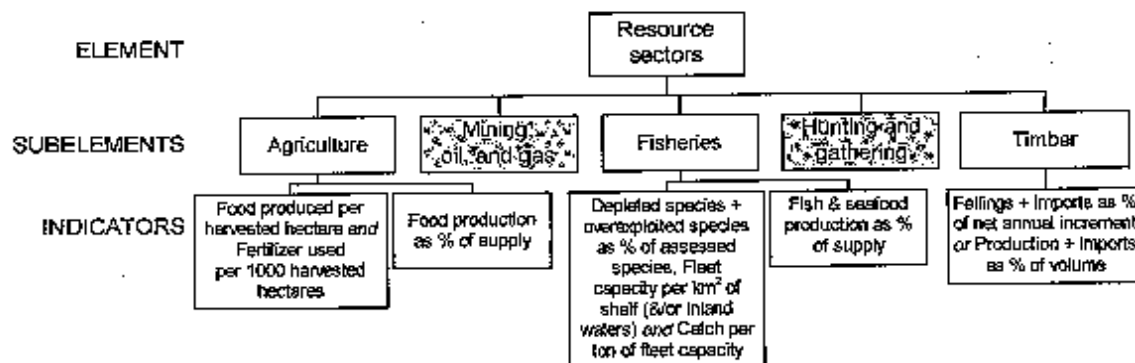 ELEMENT
Resource
sectors
SUBELEMENTS
Agriculture
Mining,
oil, and gas
Fisheries
Hunting and
gathering
Timber
INDICATORS
Food produced per
harvested hectare and
Fertilizer used
per 1000 harvested
hectares
Food production
as % of supply
Depleted species +
overexploited species
as % of assessed
species, Fleet
capacity per km² of
shelf (&/or inland
waters) and Catch per
ton of fleet capacity
Fish & seafood
production as %
of supply
Fellings + Imports as %
of net annual increment
or Production + Imports
as % of volume